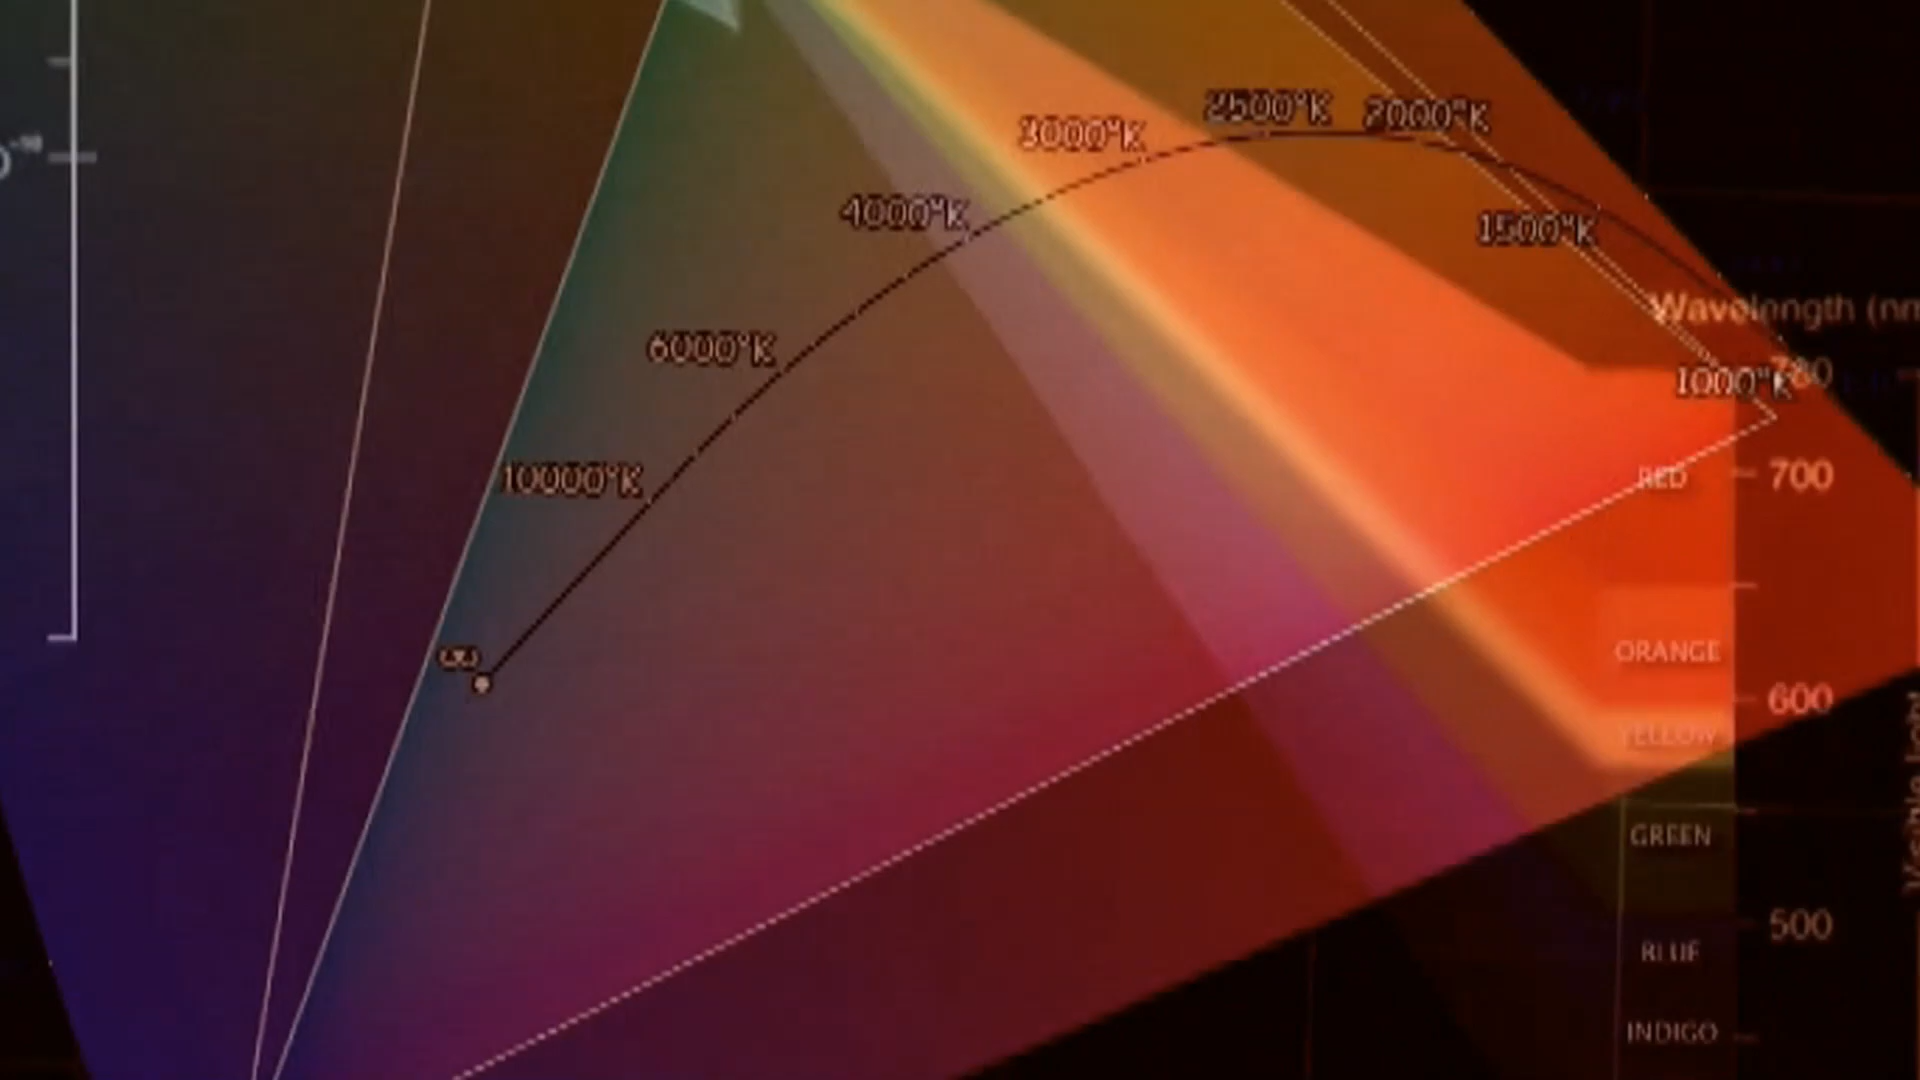 2500°K
2000°K
3000°K
4000°K
1500°K
Wavelength (nm
6000°K
780
1000°K
RED
700
10000°K
ORANGE
∞
600
YELLOW
GREEN
500
BLUE
INDIGO